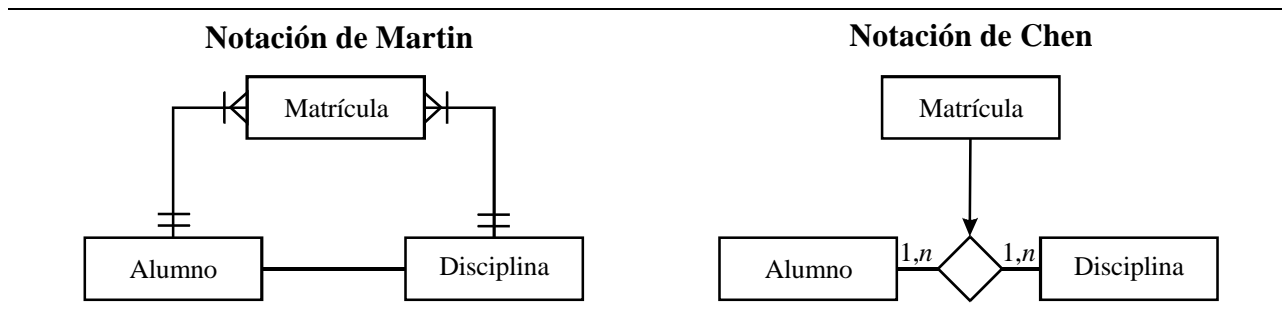 Notación de Martin
Matrícula
Alumno
Disciplina
Notación de Chen
Matrícula
Alumno
1,n
1,n
Disciplina